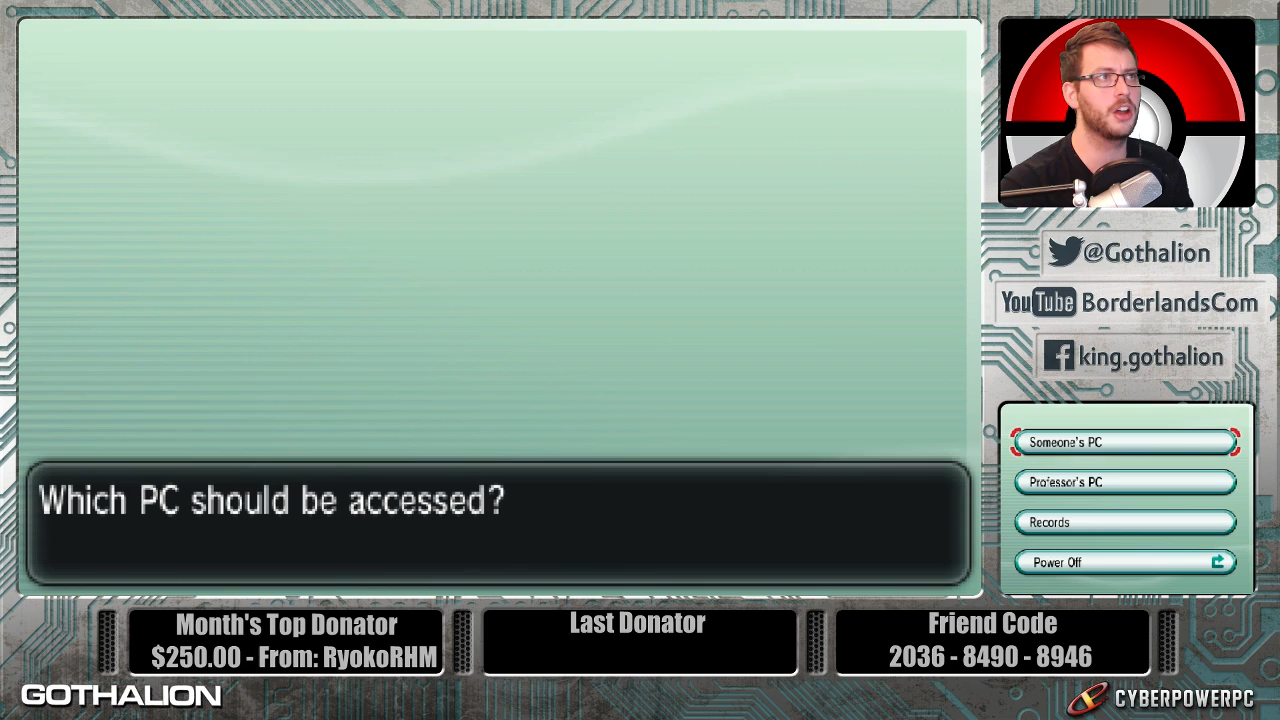 @Gothalion
YouTube BorderlandsCom
king.gothalion
Someone's PC
Professor's PC
Records
Power Off
Which PC should be accessed?
Month's Top Donator
$250.00 - From: RyokoRHM
Last Donator
Friend Code
2036 - 8490 - 8946
GOTHALION
CYBERPOWERPC